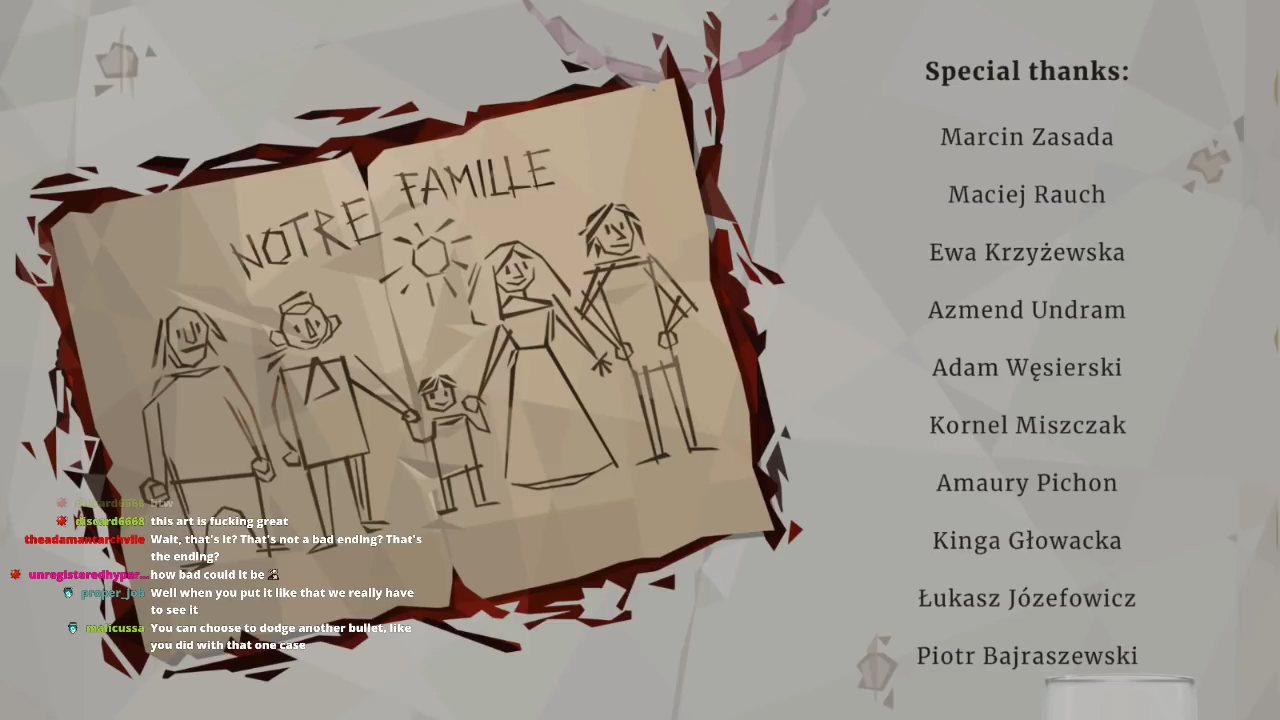 NOTRE FAMILLE
Special thanks:
Marcin Zasada
Maciej Rauch
Ewa Krzyżewska
Azmend Undram
Adam Węsierski
Kornel Miszczak
Amaury Pichon
Kinga Głowacka
Łukasz Józefowicz
Piotr Bajraszewski
discard6668 btw
discard6668 this art is fucking great
theadamantarchvile Wait, that's it? That's not a bad ending? That's
the ending?
unregisteredhyper... how bad could it be
proper_job Well when you put it like that we really have
to see it
malicussa You can choose to dodge another bullet, like
you did with that one case